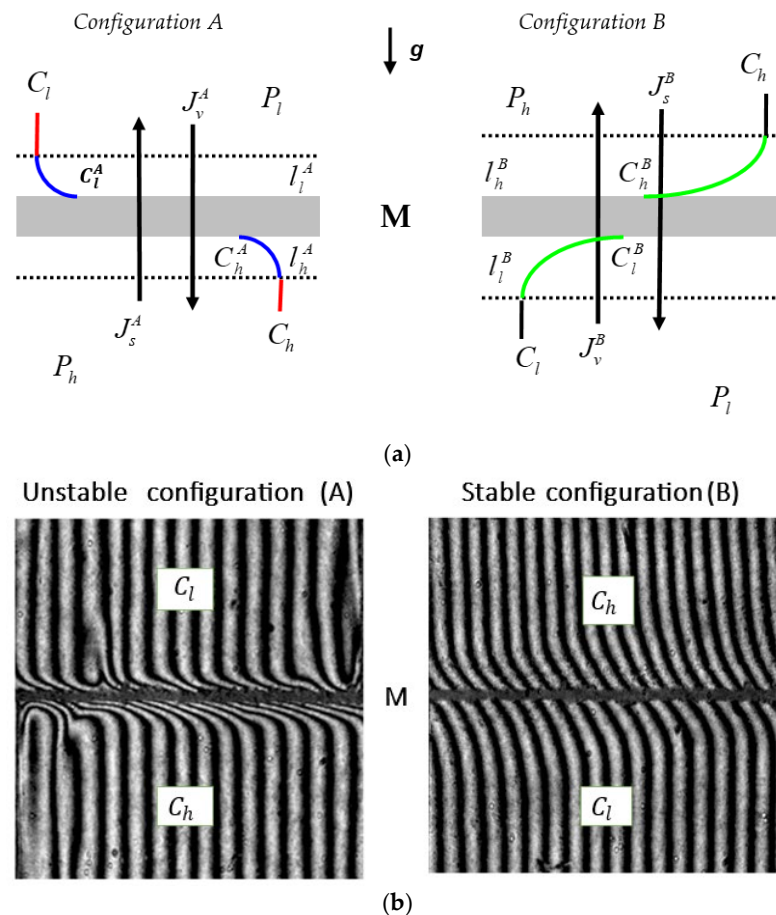 Configuration A
Configuration B
g
C_l
J_v^A
P_l
P_h
J_s^B
C_h
C_l^A
l_l^A
l_h^B
C_h^B
M
C_h^A
l_h^A
l_l^B
C_l^B
J_s^A
C_h
C_l
J_v^B
P_h
P_l
(a)
Unstable configuration (A)
Stable configuration (B)
C_l
C_h
M
C_h
C_l
(b)